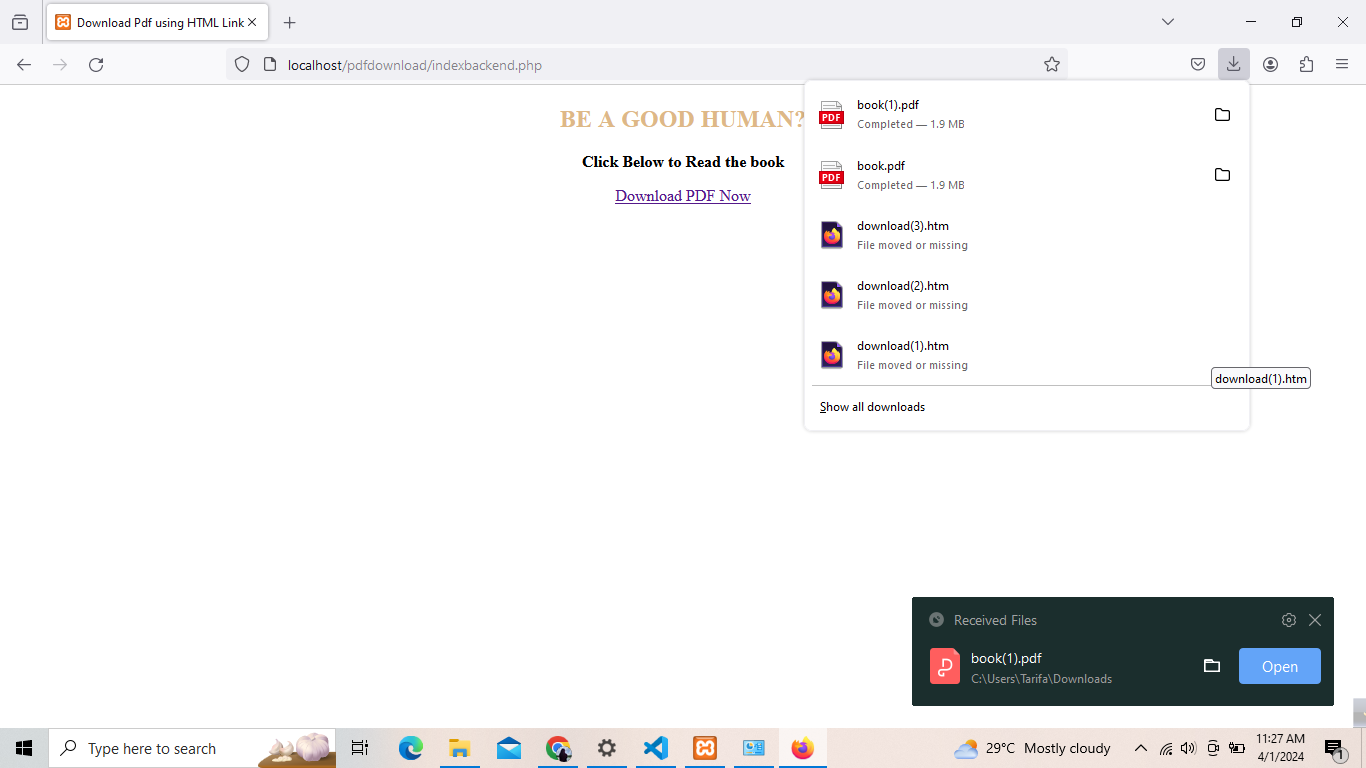 Download Pdf using HTML Link
localhost/pdfdownload/indexbackend.php
BE A GOOD HUMAN?
Click Below to Read the book
Download PDF Now
book(1).pdf
Completed — 1.9 MB
PDF
book.pdf
Completed — 1.9 MB
PDF
download(3).htm
File moved or missing
download(2).htm
File moved or missing
download(1).htm
File moved or missing
download(1).htm
Show all downloads
Received Files
book(1).pdf
C:\Users\Tarifa\Downloads
Open
Type here to search
29°C Mostly cloudy
11:27 AM
4/1/2024
1